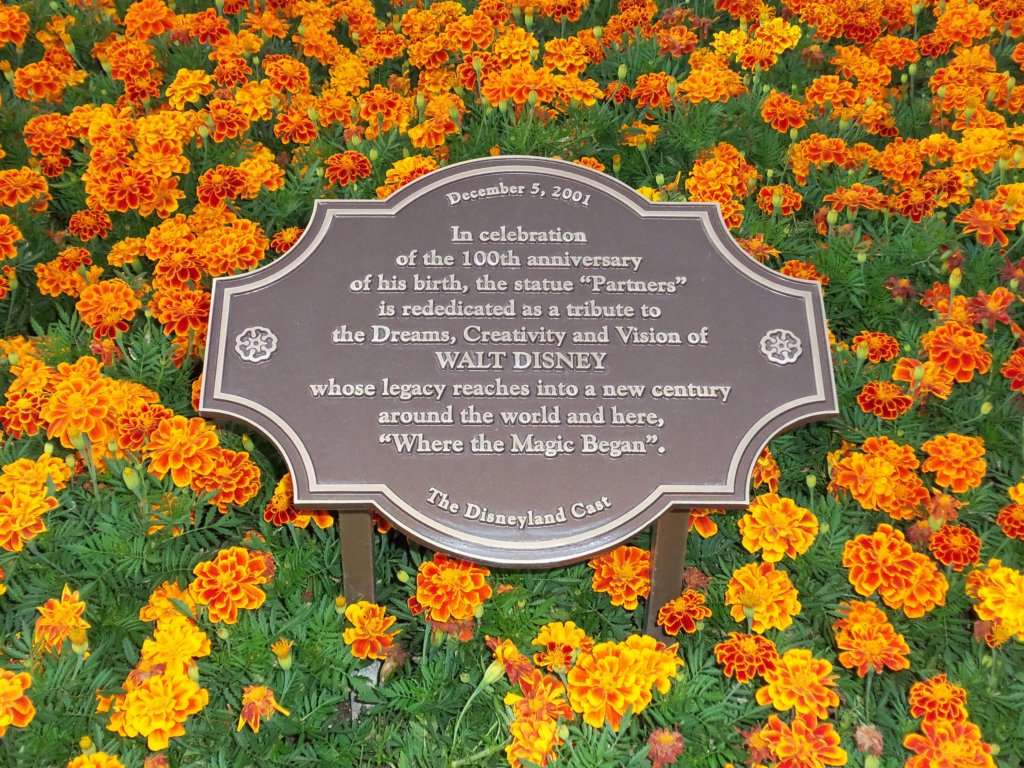 December 5, 2001
In celebration
of the 100th anniversary
of his birth, the statue “Partners”
is rededicated as a tribute to
the Dreams, Creativity and Vision of
WALT DISNEY
whose legacy reaches into a new century
around the world and here,
“Where the Magic Began”.
The Disneyland Cast